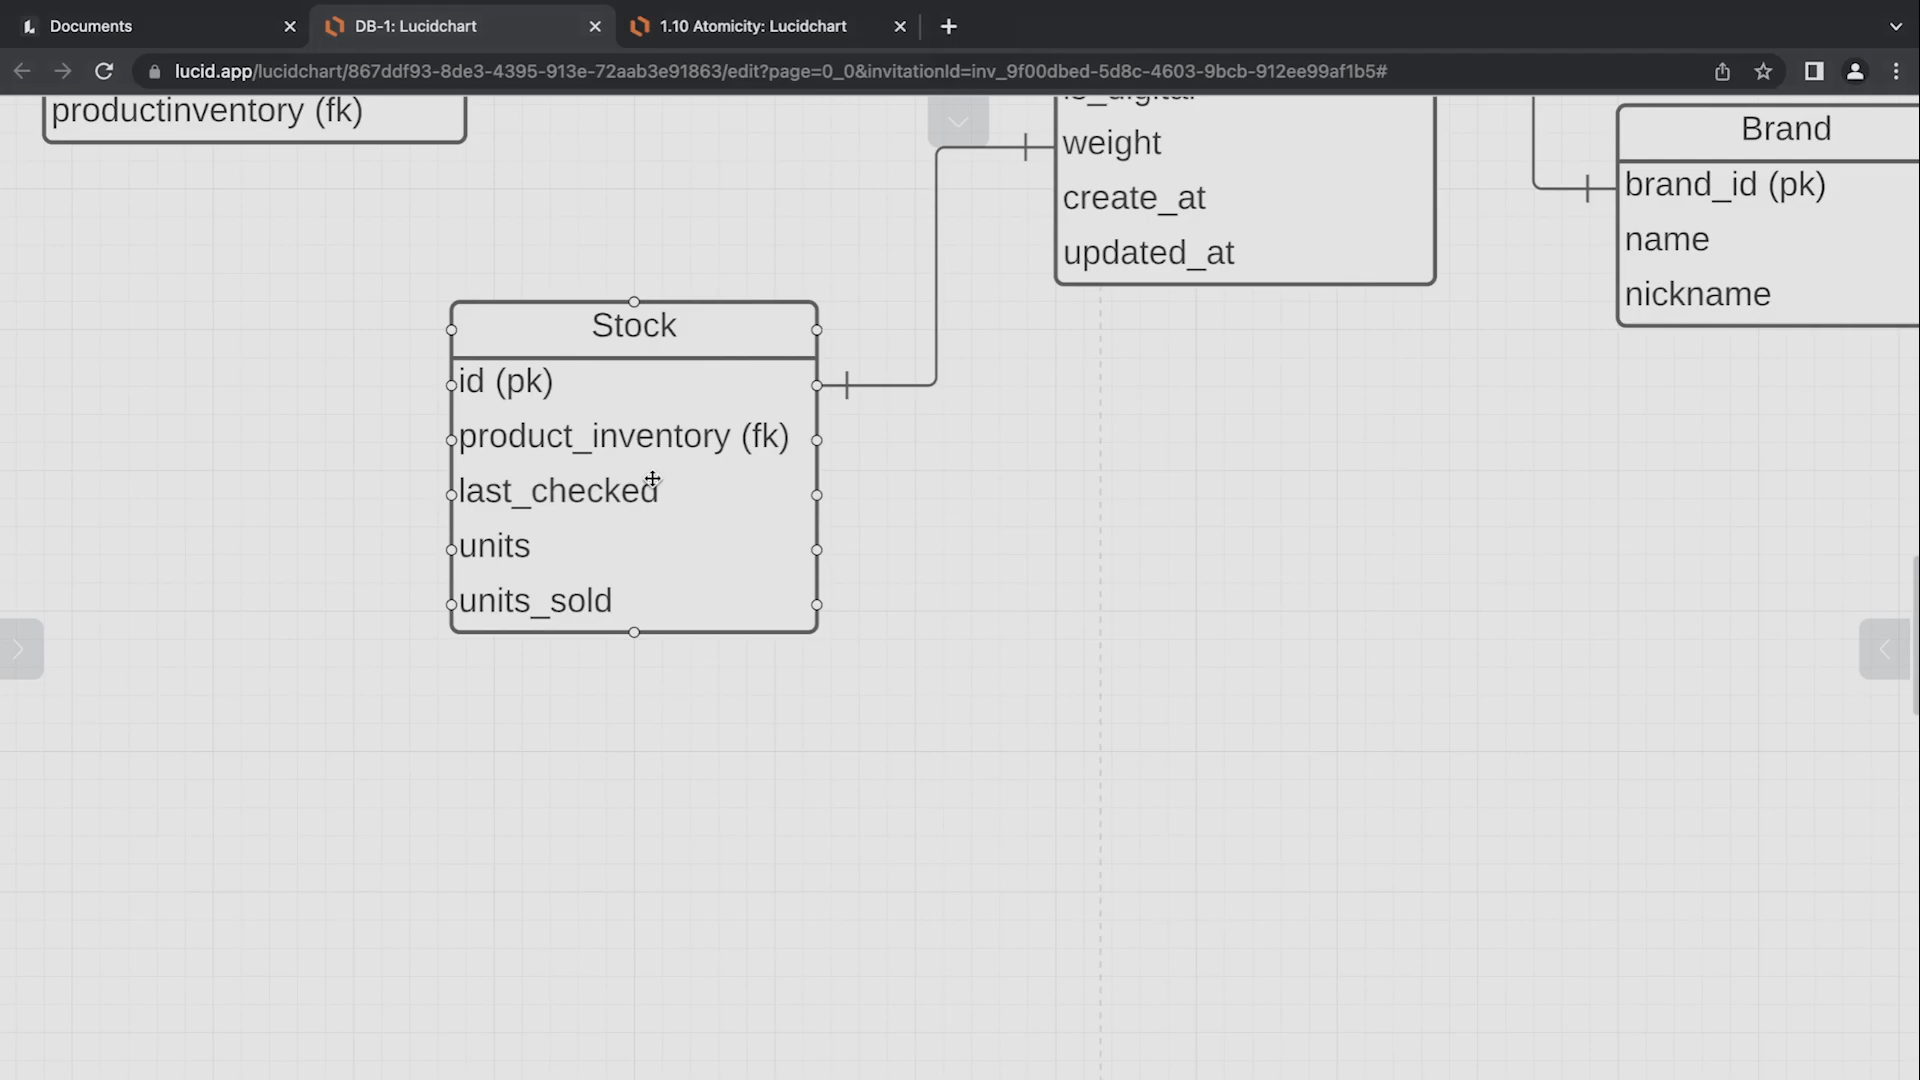 Documents
DB-1: Lucidchart
1.10 Atomicity: Lucidchart
lucid.app/lucidchart/867ddf93-8de3-4395-913e-72aab3e91863/edit?page=0_0&invitationId=inv_9f00dbed-5d8c-4603-9bcb-912ee99af1b5#
productinventory (fk)
is_digital
weight
create_at
updated_at
Brand
brand_id (pk)
name
nickname
Stock
id (pk)
product_inventory (fk)
last_checked
units
units_sold